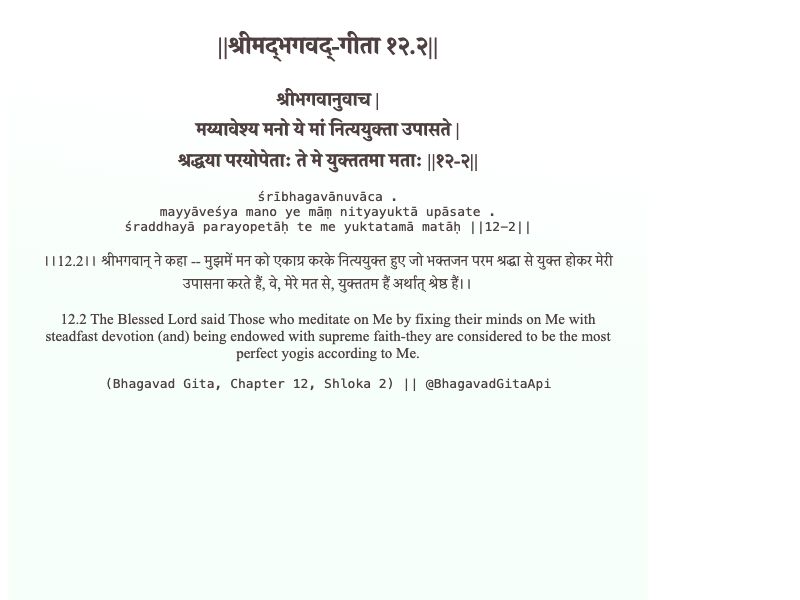 ||श्रीमद्‍भगवद्‍-गीता १२.२||
श्रीभगवानुवाच |
मय्यावेश्य मनो ये मां नित्ययुक्ता उपासते |
श्रद्धया परयोपेताः ते मे युक्ततमा मताः ||१२-२||
śrībhagavānuvāca .
mayyāveśya mano ye māṃ nityayuktā upāsate .
śraddhayā parayopetāḥ te me yuktatamā matāḥ ||12-2||
।।12.2।। श्रीभगवान् ने कहा -- मुझमें मन को एकाग्र करके नित्ययुक्त हुए जो भक्तजन परम श्रद्धा से युक्त होकर मेरी
उपासना करते हैं, वे, मेरे मत से, युक्ततम हैं अर्थात् श्रेष्ठ हैं।।
12.2 The Blessed Lord said Those who meditate on Me by fixing their minds on Me with
steadfast devotion (and) being endowed with supreme faith-they are considered to be the most
perfect yogis according to Me.
(Bhagavad Gita, Chapter 12, Shloka 2) || @BhagavadGitaApi